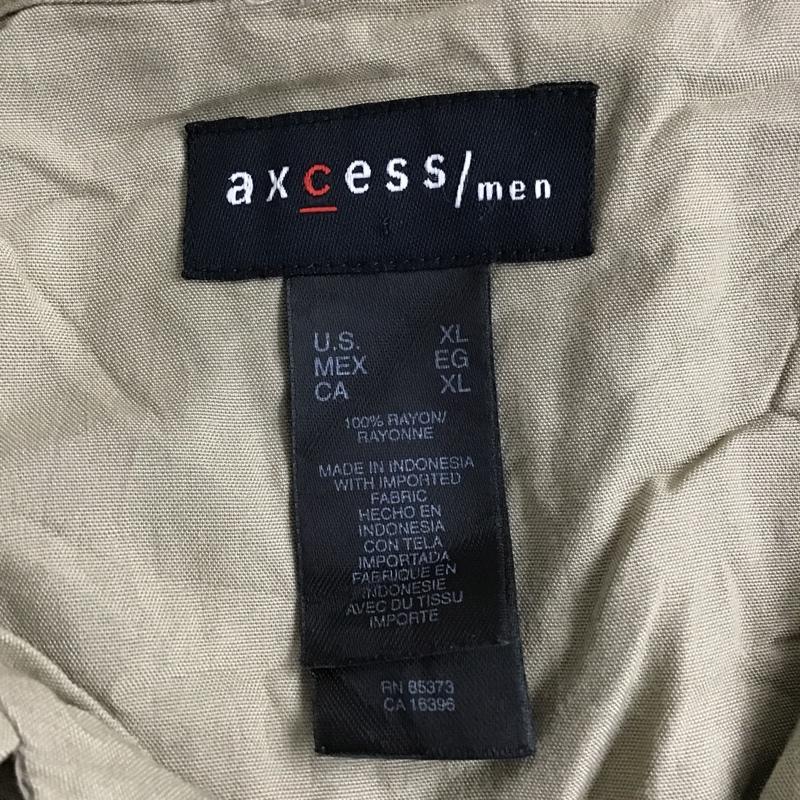 axcess/men
U.S. XL
MEX EG
CA XL
100% RAYON/
RAYONNE
MADE IN INDONESIA
WITH IMPORTED
FABRIC
HECHO EN
INDONESIA
CON TELA
IMPORTADA
FABRIQUE EN
INDONESIE
AVEC DU TISSU
IMPORTE
RN 85373
CA 16396